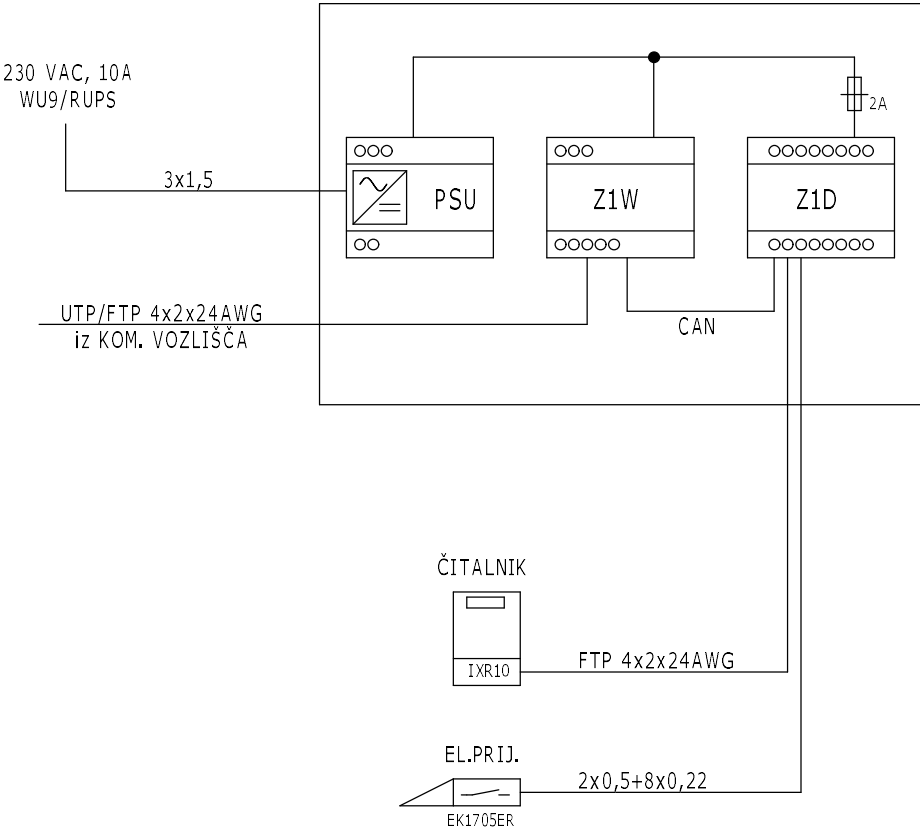 230 VAC, 10A
WU9/RUPS
3x1,5
2A
PSU
Z1W
Z1D
UTP/FTP 4x2x24AWG
iz KOM. VOZLIŠČA
CAN
ČITALNIK
IXR10
FTP 4x2x24AWG
EL.PRIJ.
2x0,5+8x0,22
EK1705ER